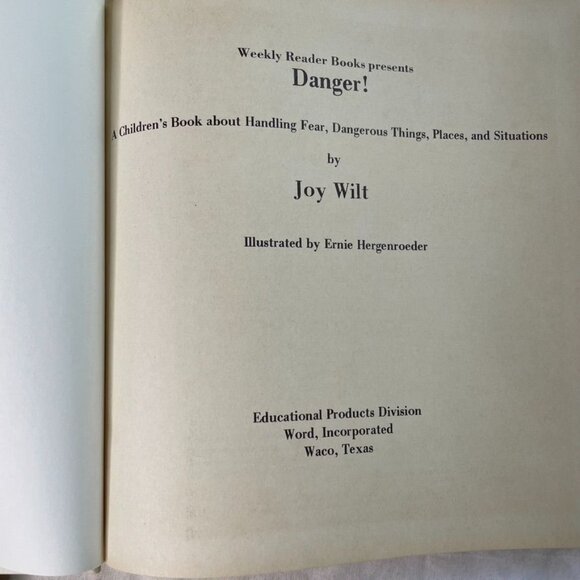 Weekly Reader Books presents
Danger!
A Children's Book about Handling Fear, Dangerous Things, Places, and Situations
by
Joy Wilt
Illustrated by Ernie Hergenroeder
Educational Products Division
Word, Incorporated
Waco, Texas